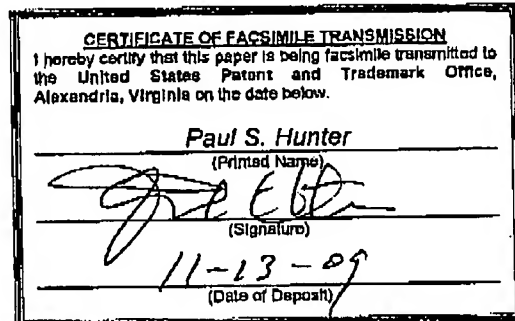 CERTIFICATE OF FACSIMILE TRANSMISSION
I hereby certify that this paper is being facsimile transmitted to
the United States Patent and Trademark Office,
Alexandria, Virginia on the date below.
Paul S. Hunter
(Printed Name)
(Signature)
11-13-09
(Date of Deposit)